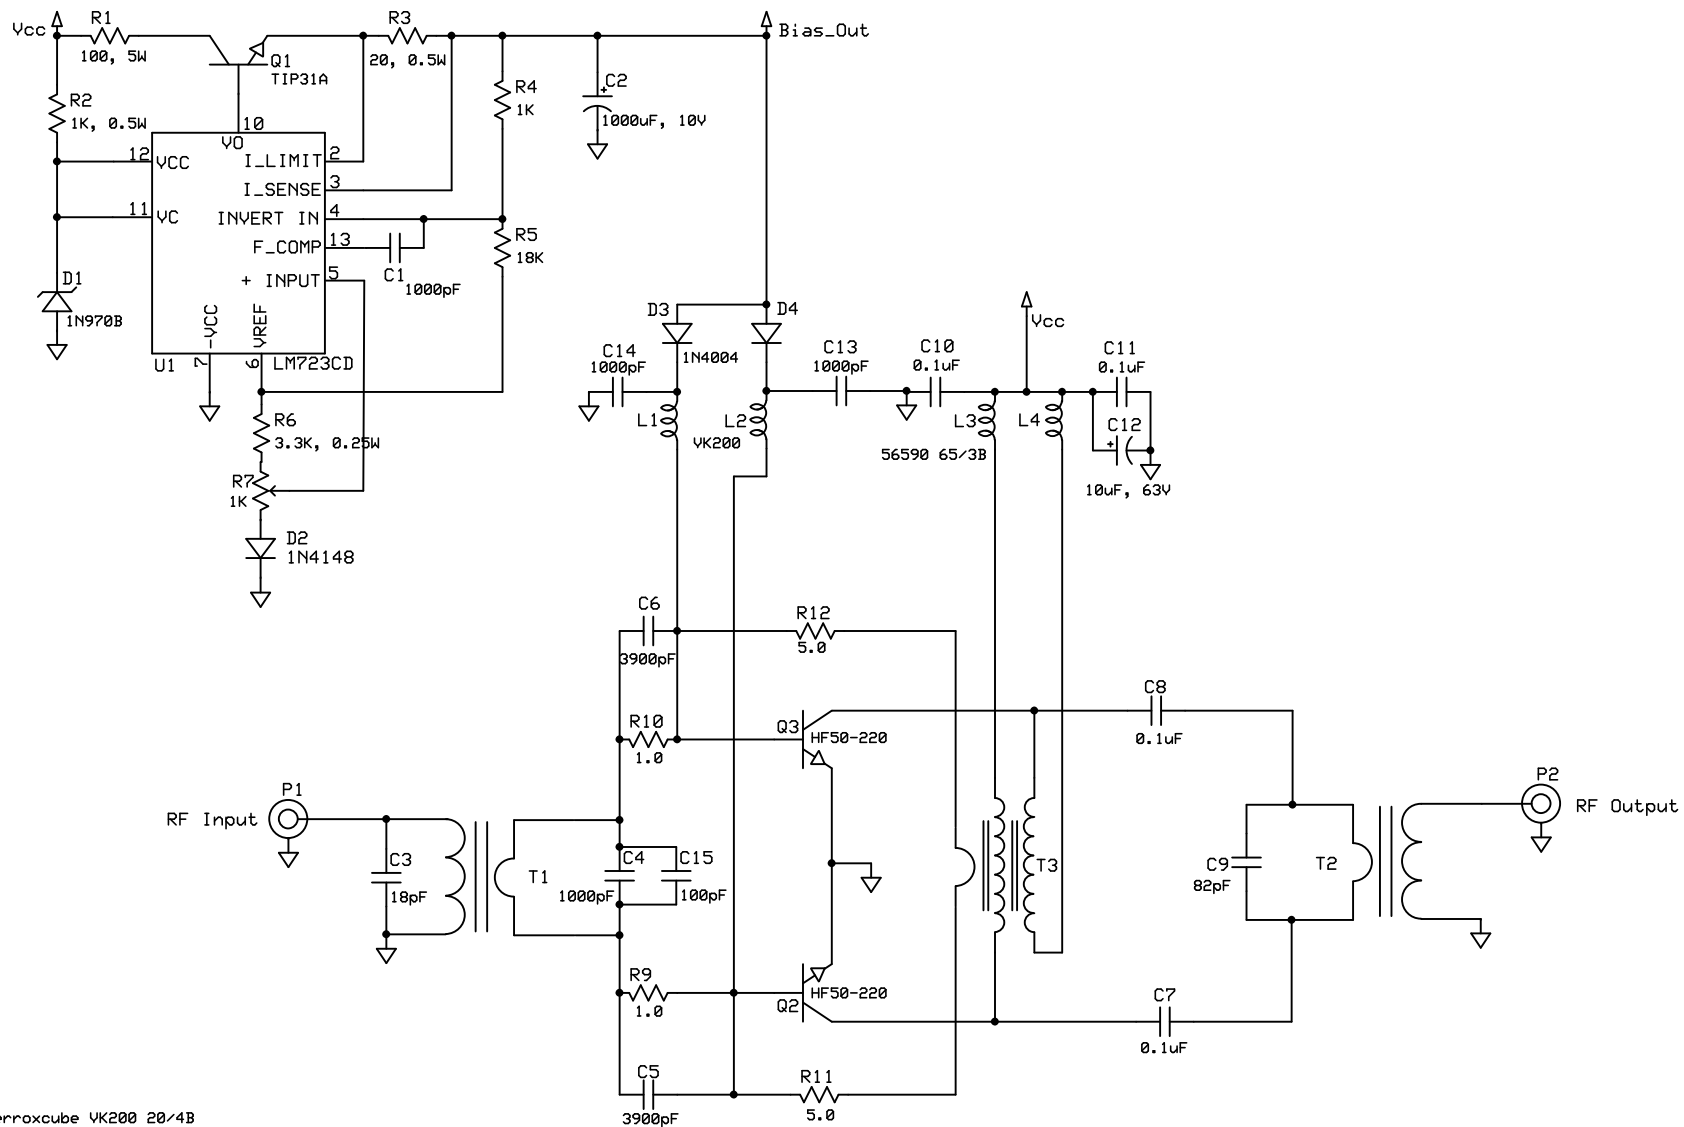 Vcc
R1
100, 5W
Q1
TIP31A
R3
20, 0.5W
Bias_Out
R2
1K, 0.5W
R4
1K
C2
+
1000uF, 10V
10
VO
12
VCC
I_LIMIT
2
I_SENSE
3
11
VC
INVERT IN
4
F_COMP
13
+ INPUT
5
C1
1000pF
R5
18K
D1
1N970B
-VCC
VREF
7
6
U1
LM723CD
R6
3.3K, 0.25W
R7
1K
D2
1N4148
D3
D4
1N4004
C14
1000pF
C13
1000pF
C10
0.1uF
Vcc
C11
0.1uF
L1
L2
VK200
L3
L4
56590 65/3B
C12
+
10uF, 63V
C6
3900pF
R12
5.0
R10
1.0
Q3
HF50-220
C8
0.1uF
P1
RF Input
P2
RF Output
C3
18pF
T1
C4
1000pF
C15
100pF
T3
C9
82pF
T2
R9
1.0
Q2
HF50-220
C7
0.1uF
C5
3900pF
R11
5.0
erroxcube VK200 20/4B